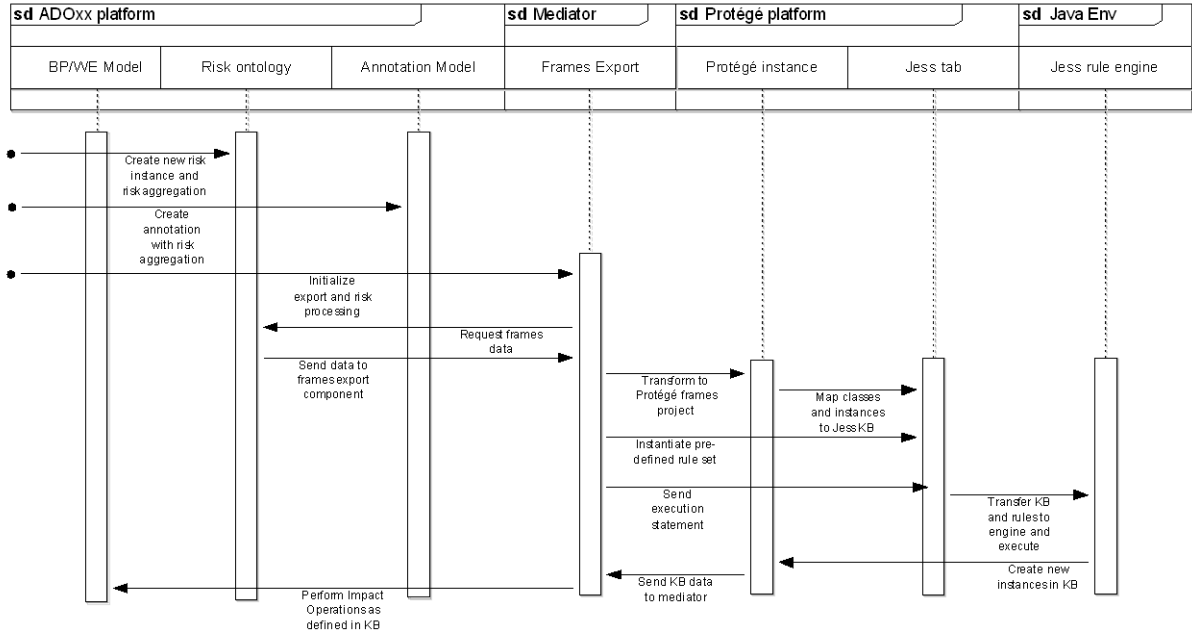 sd ADOxx platform
sd Mediator
sd Protégé platform
sd Java Env
BP/WE Model
Risk ontology
Annotation Model
Frames Export
Protégé instance
Jess tab
Jess rule engine
Create new risk
instance and
risk aggregation
Create
annotation
with risk
aggregation
Initialize
export and risk
processing
Request frames
data
Send data to
frames export
component
Transform to
Protégé frames
project
Map classes
and instances
to Jess KB
Instantiate pre-
defined rule set
Send
execution
statement
Transfer KB
and rules to
engine and
execute
Create new
instances in KB
Send KB data
to mediator
Perform Impact
Operations as
defined in KB